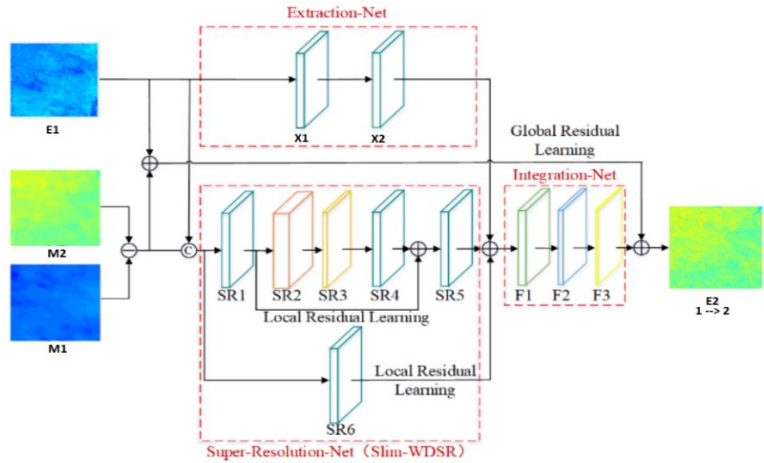 Extraction-Net
E1
X1
X2
Global Residual
Learning
Integration-Net
M2
C
SR1
SR2
SR3
SR4
SR5
F1
F2
F3
E2
1 --> 2
Local Residual Learning
M1
Local Residual
Learning
SR6
Super-Resolution-Net（Slim-WDSR）